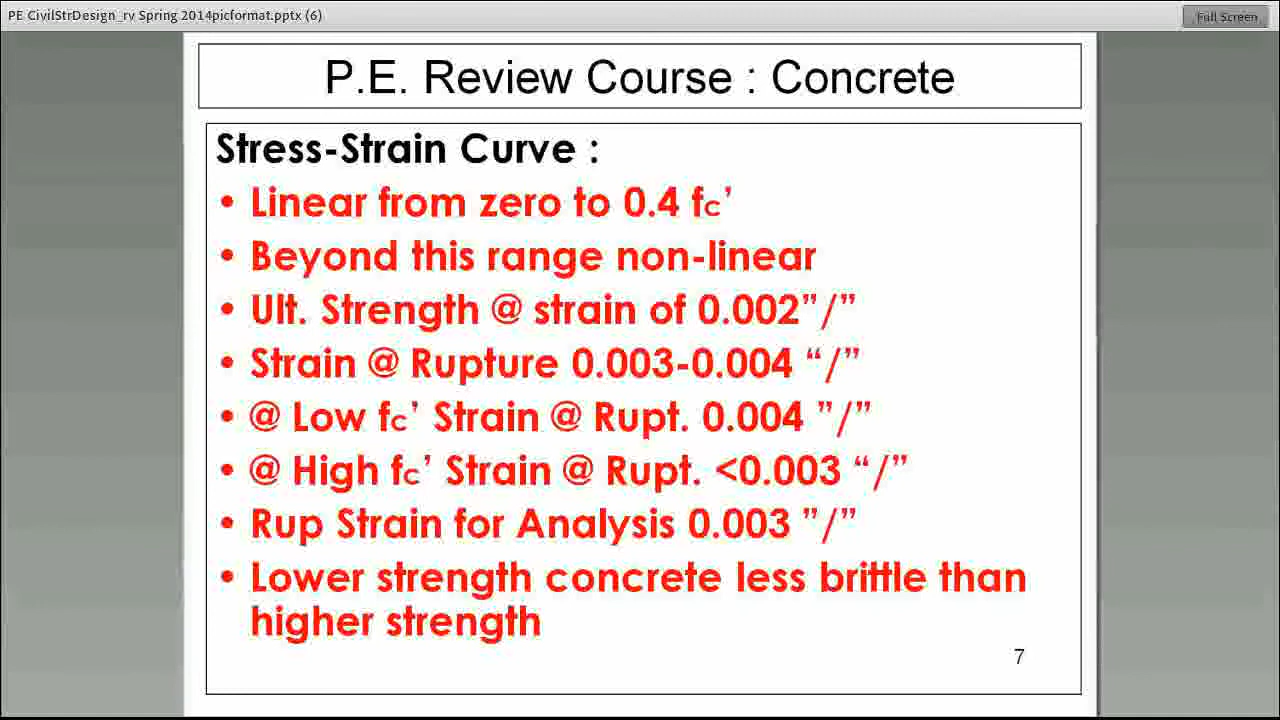 PE CivilStrDesign_rv Spring 2014picformat.pptx (6)
Full Screen
P.E. Review Course : Concrete
Stress-Strain Curve :
• Linear from zero to 0.4 fc’
• Beyond this range non-linear
• Ult. Strength @ strain of 0.002”/”
• Strain @ Rupture 0.003-0.004 “/”
• @ Low fc’ Strain @ Rupt. 0.004 ”/”
• @ High fc’ Strain @ Rupt. <0.003 “/”
• Rup Strain for Analysis 0.003 ”/”
• Lower strength concrete less brittle than
higher strength
7